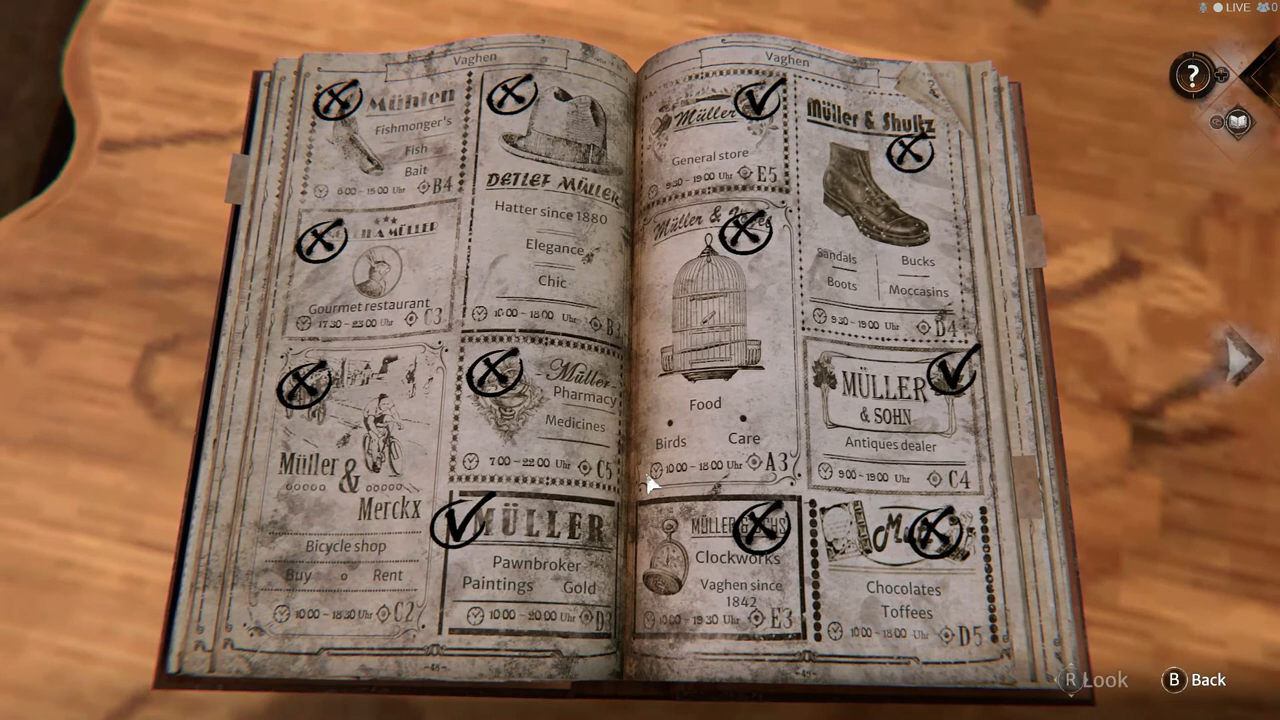 LIVE
0
?
Vaghen
Mühlen
Fishmonger's
Fish
Bait
6:00 - 15:00 Uhr B4
MÜLLER
Gourmet restaurant
17:30 - 23:00 Uhr C3
Müller
&
Merckx
Bicycle shop
Buy Rent
10:00 - 18:30 Uhr C2
DETLEF MÜLLER
Hatter since 1880
Elegance
Chic
10:00 - 18:00 Uhr
Müller
Pharmacy
Medicines
7:00 - 22:00 Uhr C5
MÜLLER
Pawnbroker
Paintings Gold
10:00 - 20:00 Uhr D3
Vaghen
Müller
General store
9:30 - 19:00 Uhr E5
Müller &
Food
Birds Care
10:00 - 18:00 Uhr A3
MÜLLER
Clockworks
Vaghen since
1842
10:00 - 19:30 Uhr E3
Müller & Shultz
Sandals Bucks
Boots Moccasins
9:30 - 19:00 Uhr D4
MÜLLER
& SOHN
Antiques dealer
9:00 - 19:00 Uhr C4
Chocolates
Toffees
10:00 - 18:00 Uhr D5
R Look
B Back